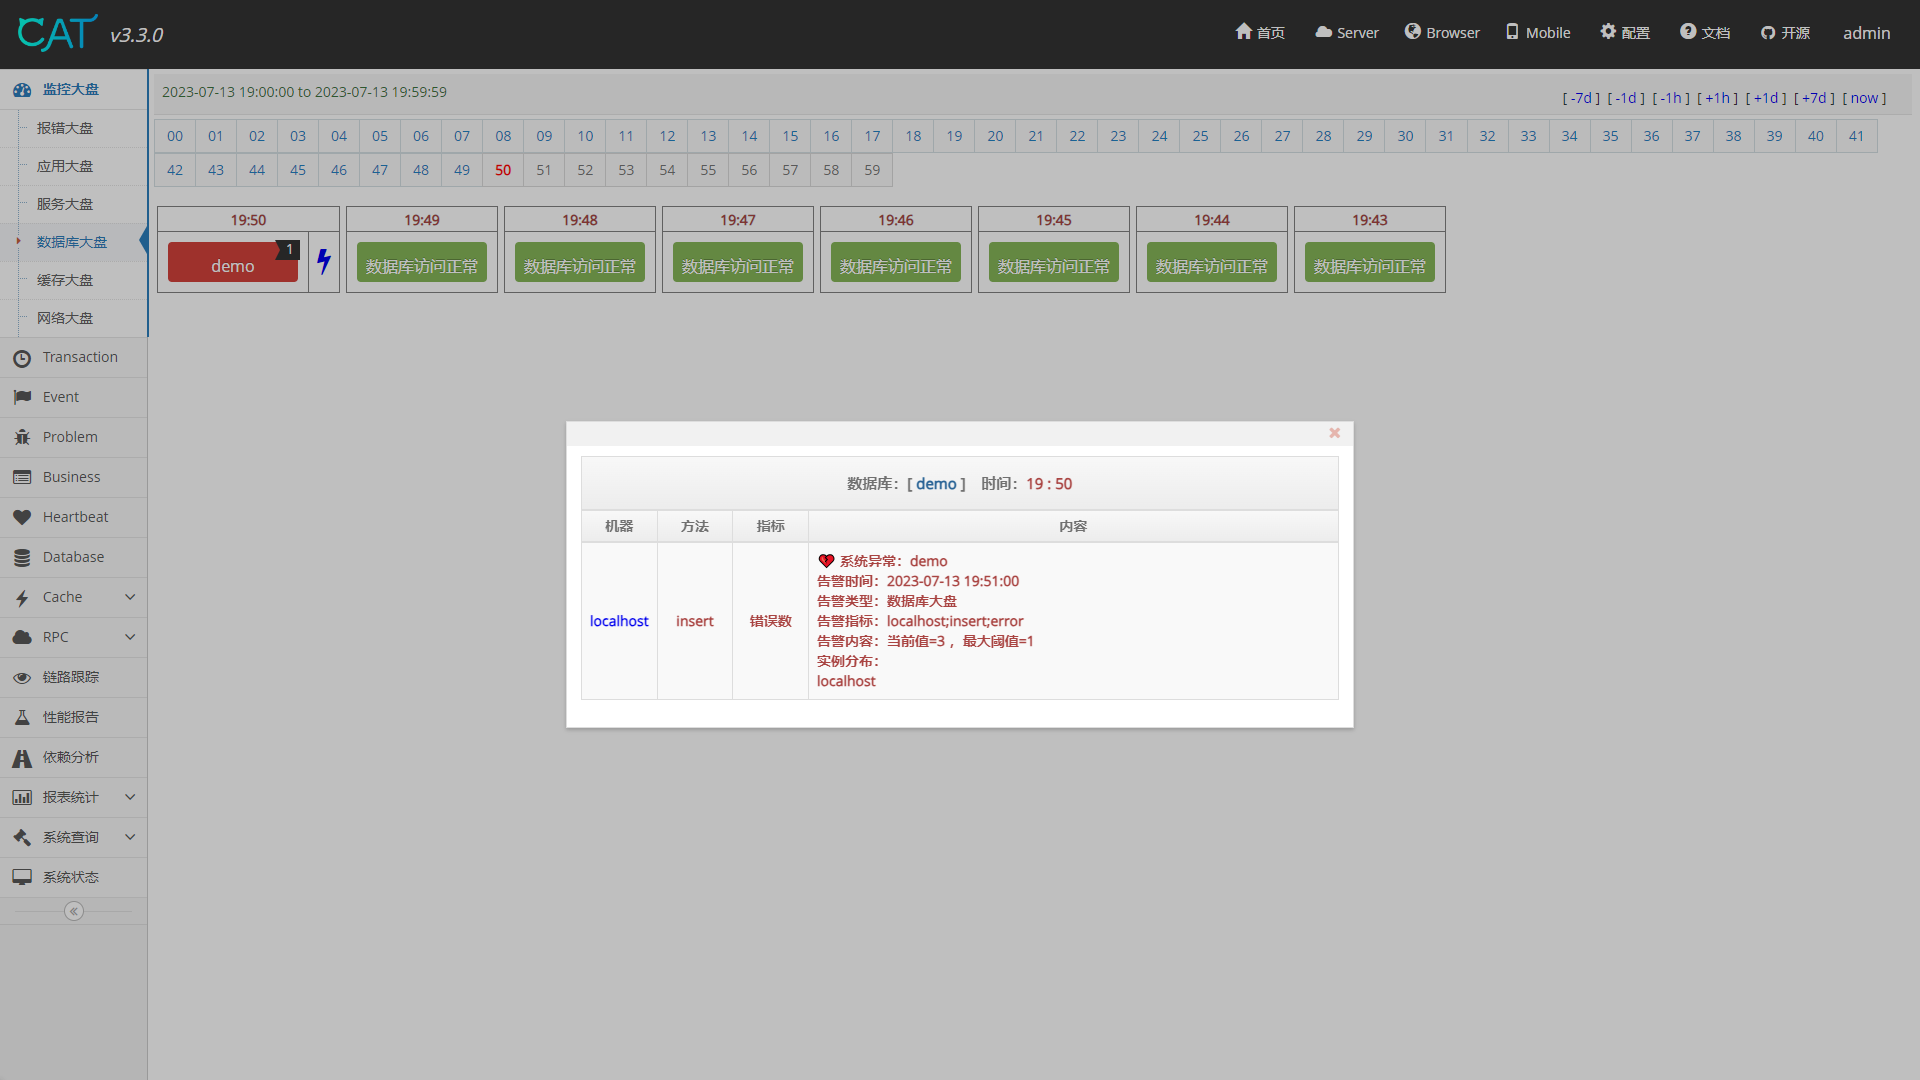 CAT v3.3.0
首页 Server Browser Mobile 配置 文档 开源 admin
监控大盘
报错大盘
应用大盘
服务大盘
数据库大盘
缓存大盘
网络大盘
Transaction
Event
Problem
Business
Heartbeat
Database
Cache
RPC
链路跟踪
性能报告
依赖分析
报表统计
系统查询
系统状态
2023-07-13 19:00:00 to 2023-07-13 19:59:59
[ -7d ] [ -1d ] [ -1h ] [ +1h ] [ +1d ] [ +7d ] [ now ]
00 01 02 03 04 05 06 07 08 09 10 11 12 13 14 15 16 17 18 19 20 21 22 23 24 25 26 27 28 29 30 31 32 33 34 35 36 37 38 39 40 41
42 43 44 45 46 47 48 49 50 51 52 53 54 55 56 57 58 59
19:50 19:49 19:48 19:47 19:46 19:45 19:44 19:43
demo 1 数据库访问正常 数据库访问正常 数据库访问正常 数据库访问正常 数据库访问正常 数据库访问正常 数据库访问正常
数据库：[ demo ] 时间：19 : 50
机器 方法 指标 内容
localhost insert 错误数
系统异常：demo
告警时间：2023-07-13 19:51:00
告警类型：数据库大盘
告警指标：localhost;insert;error
告警内容：当前值=3 ，最大阈值=1
实例分布：
localhost